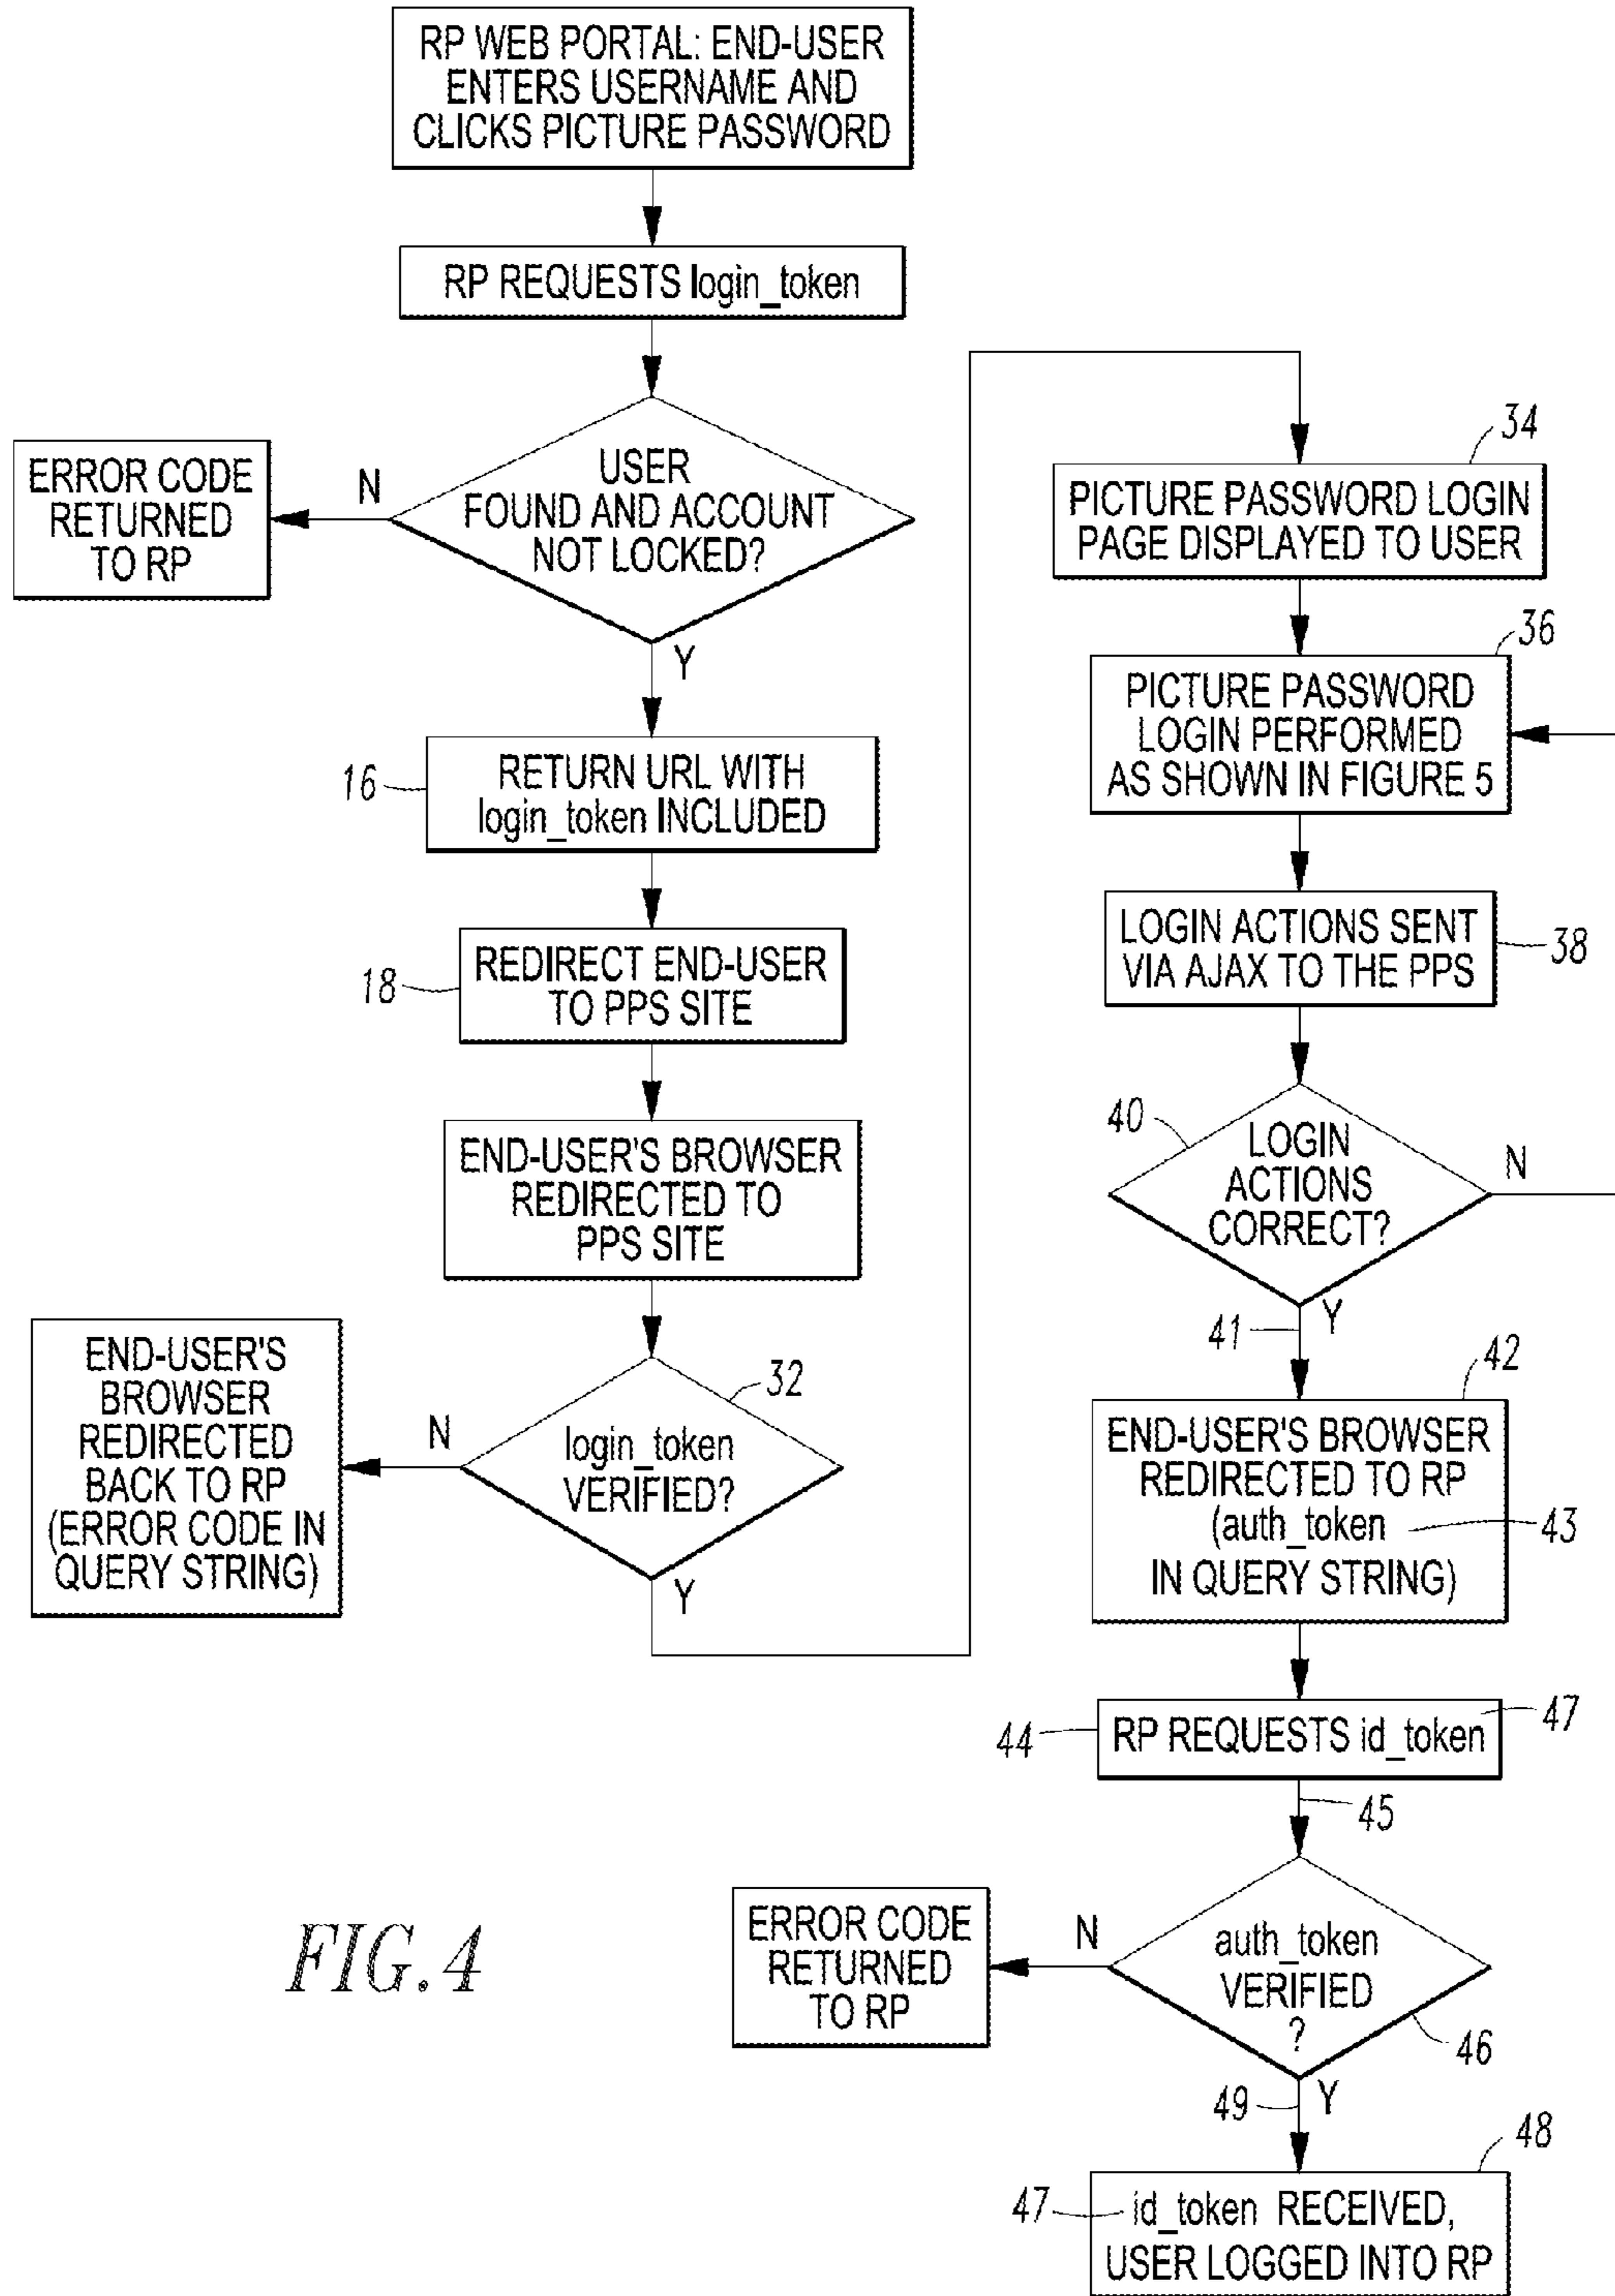 RP WEB PORTAL: END-USER
ENTERS USERNAME AND
CLICKS PICTURE PASSWORD
RP REQUESTS login_token
USER
FOUND AND ACCOUNT
NOT LOCKED?
N
ERROR CODE
RETURNED
TO RP
Y
16
RETURN URL WITH
login_token INCLUDED
18
REDIRECT END-USER
TO PPS SITE
END-USER'S BROWSER
REDIRECTED TO
PPS SITE
32
login_token
VERIFIED?
N
END-USER'S
BROWSER
REDIRECTED
BACK TO RP
(ERROR CODE IN
QUERY STRING)
Y
34
PICTURE PASSWORD LOGIN
PAGE DISPLAYED TO USER
36
PICTURE PASSWORD
LOGIN PERFORMED
AS SHOWN IN FIGURE 5
LOGIN ACTIONS SENT
VIA AJAX TO THE PPS
38
40
LOGIN
ACTIONS
CORRECT?
N
41
Y
42
END-USER'S BROWSER
REDIRECTED TO RP
(auth_token
43
IN QUERY STRING)
44
RP REQUESTS id_token
47
45
auth_token
VERIFIED
?
46
N
ERROR CODE
RETURNED
TO RP
49
Y
48
47
id_token RECEIVED,
USER LOGGED INTO RP
FIG. 4